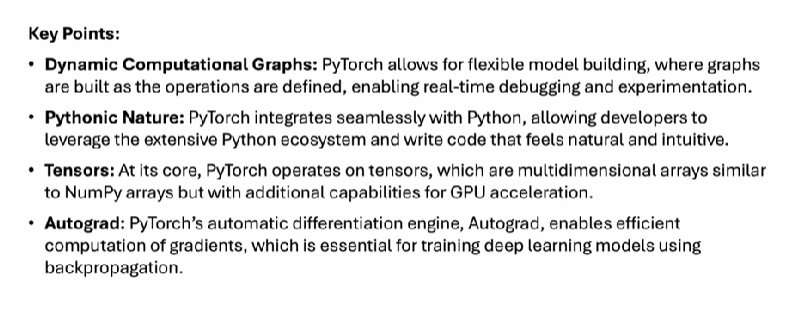 Key Points:
• Dynamic Computational Graphs: PyTorch allows for flexible model building, where graphs
are built as the operations are defined, enabling real-time debugging and experimentation.
• Pythonic Nature: PyTorch integrates seamlessly with Python, allowing developers to
leverage the extensive Python ecosystem and write code that feels natural and intuitive.
• Tensors: At its core, PyTorch operates on tensors, which are multidimensional arrays similar
to NumPy arrays but with additional capabilities for GPU acceleration.
• Autograd: PyTorch’s automatic differentiation engine, Autograd, enables efficient
computation of gradients, which is essential for training deep learning models using
backpropagation.